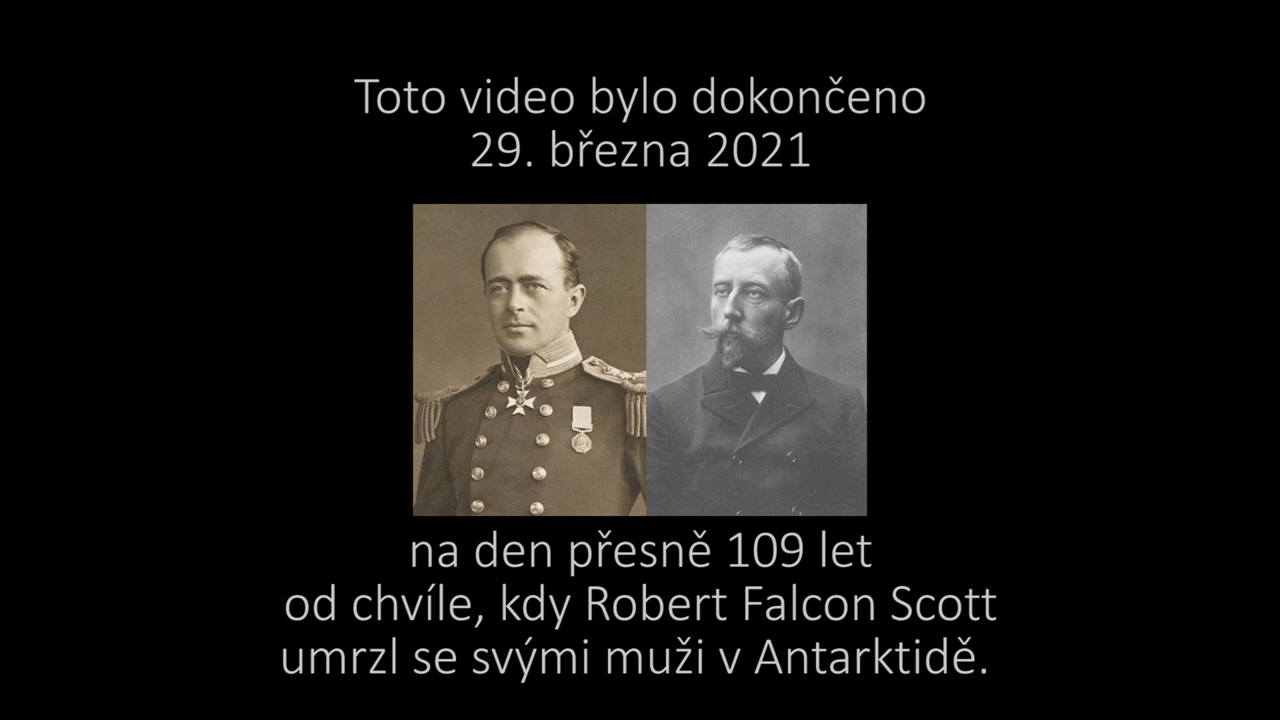 Toto video bylo dokončeno
29. března 2021
na den přesně 109 let
od chvíle, kdy Robert Falcon Scott
umrzl se svými muži v Antarktidě.